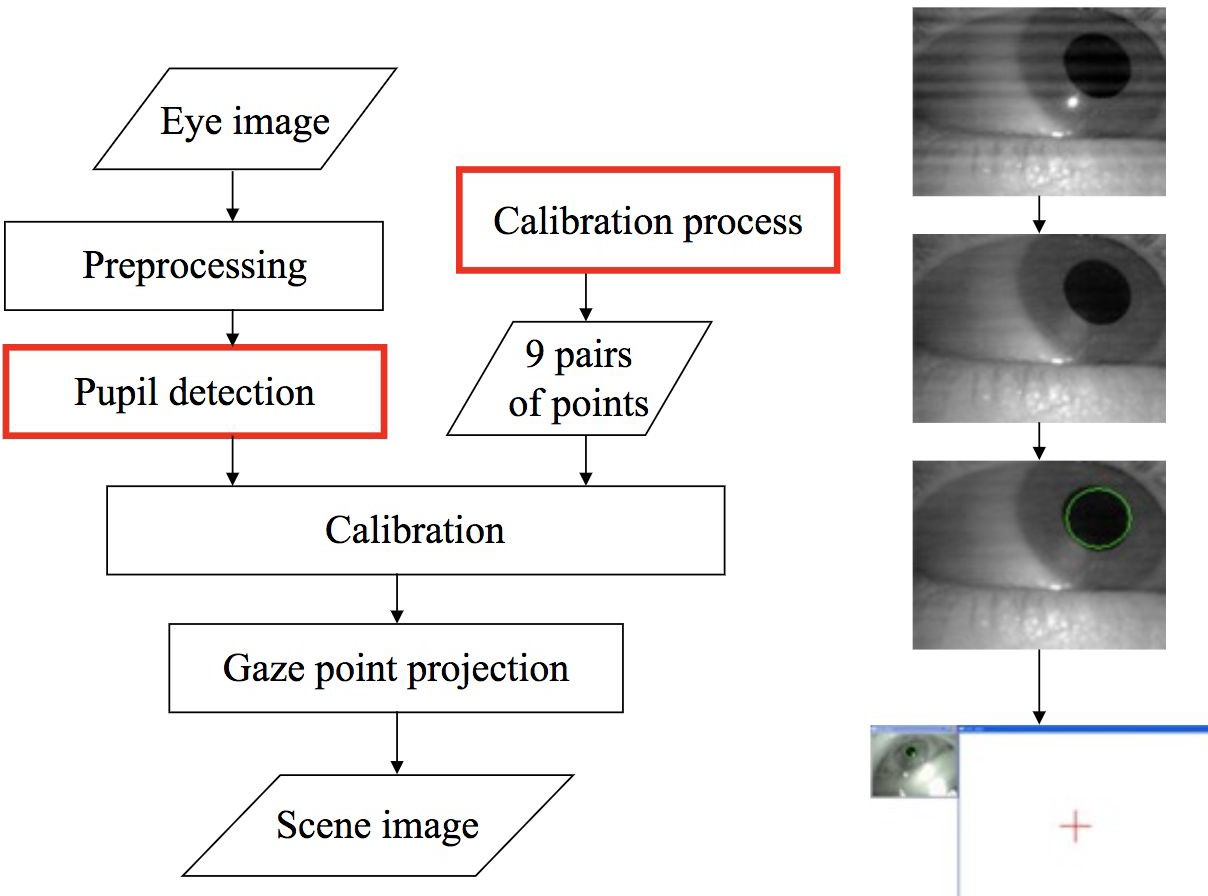 Eye image
Preprocessing
Pupil detection
Calibration process
9 pairs
of points
Calibration
Gaze point projection
Scene image